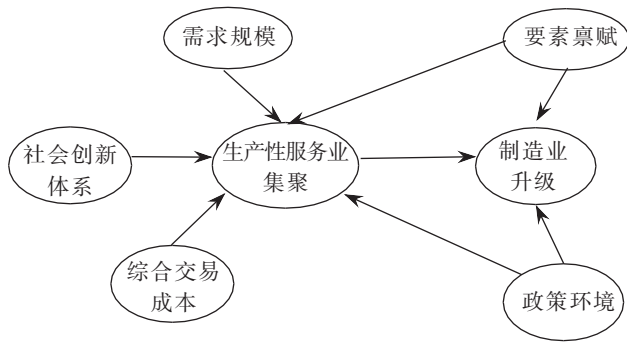 需求规模
要素禀赋
社会创新
体系
生产性服务业
集聚
制造业
升级
综合交易
成本
政策环境